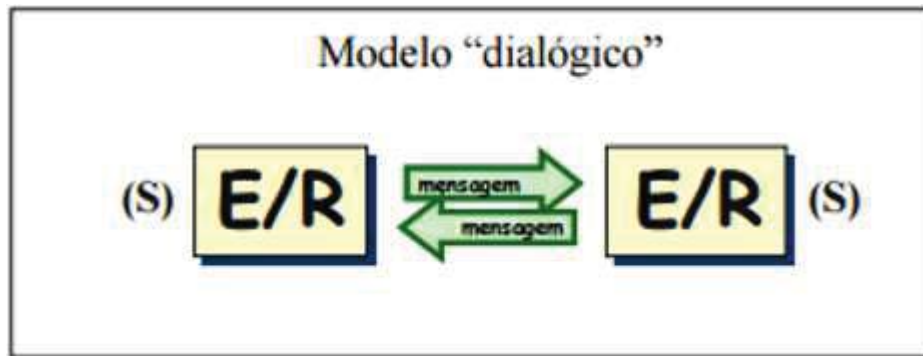 Modelo “dialógico”
(S) E/R mensagem E/R (S)
mensagem